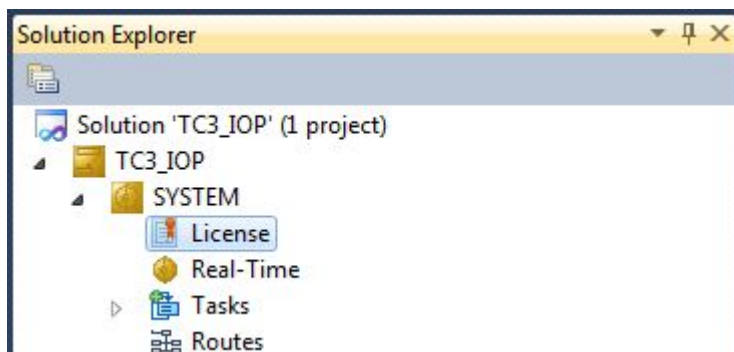 Solution Explorer
Solution 'TC3_IOP' (1 project)
TC3_IOP
SYSTEM
License
Real-Time
Tasks
Routes